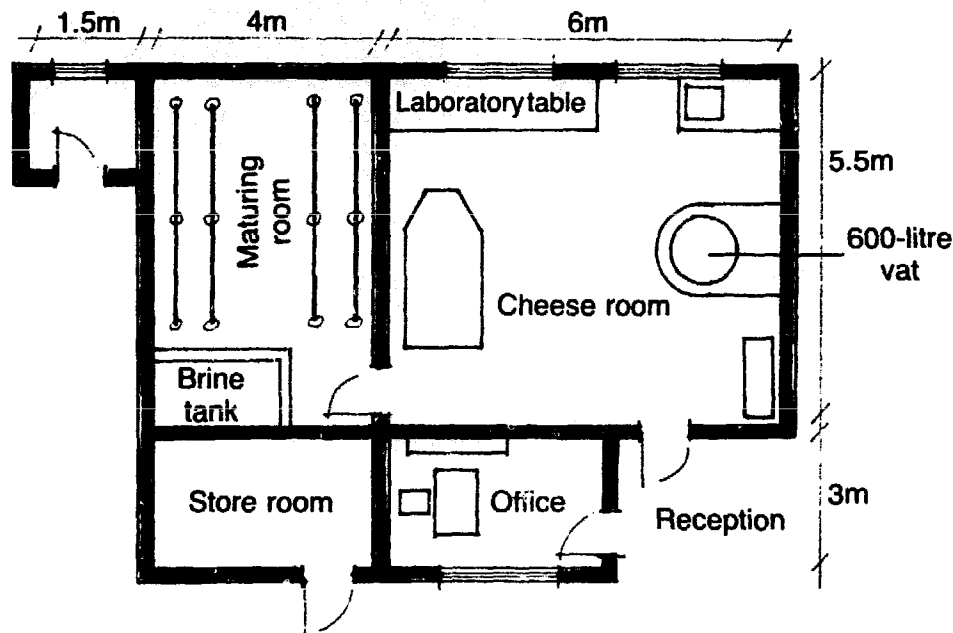 1.5m
4m
6m
Laboratory table
5.5m
Maturing
room
600-litre
vat
Cheese room
Brine
tank
Store room
Office
Reception
3m